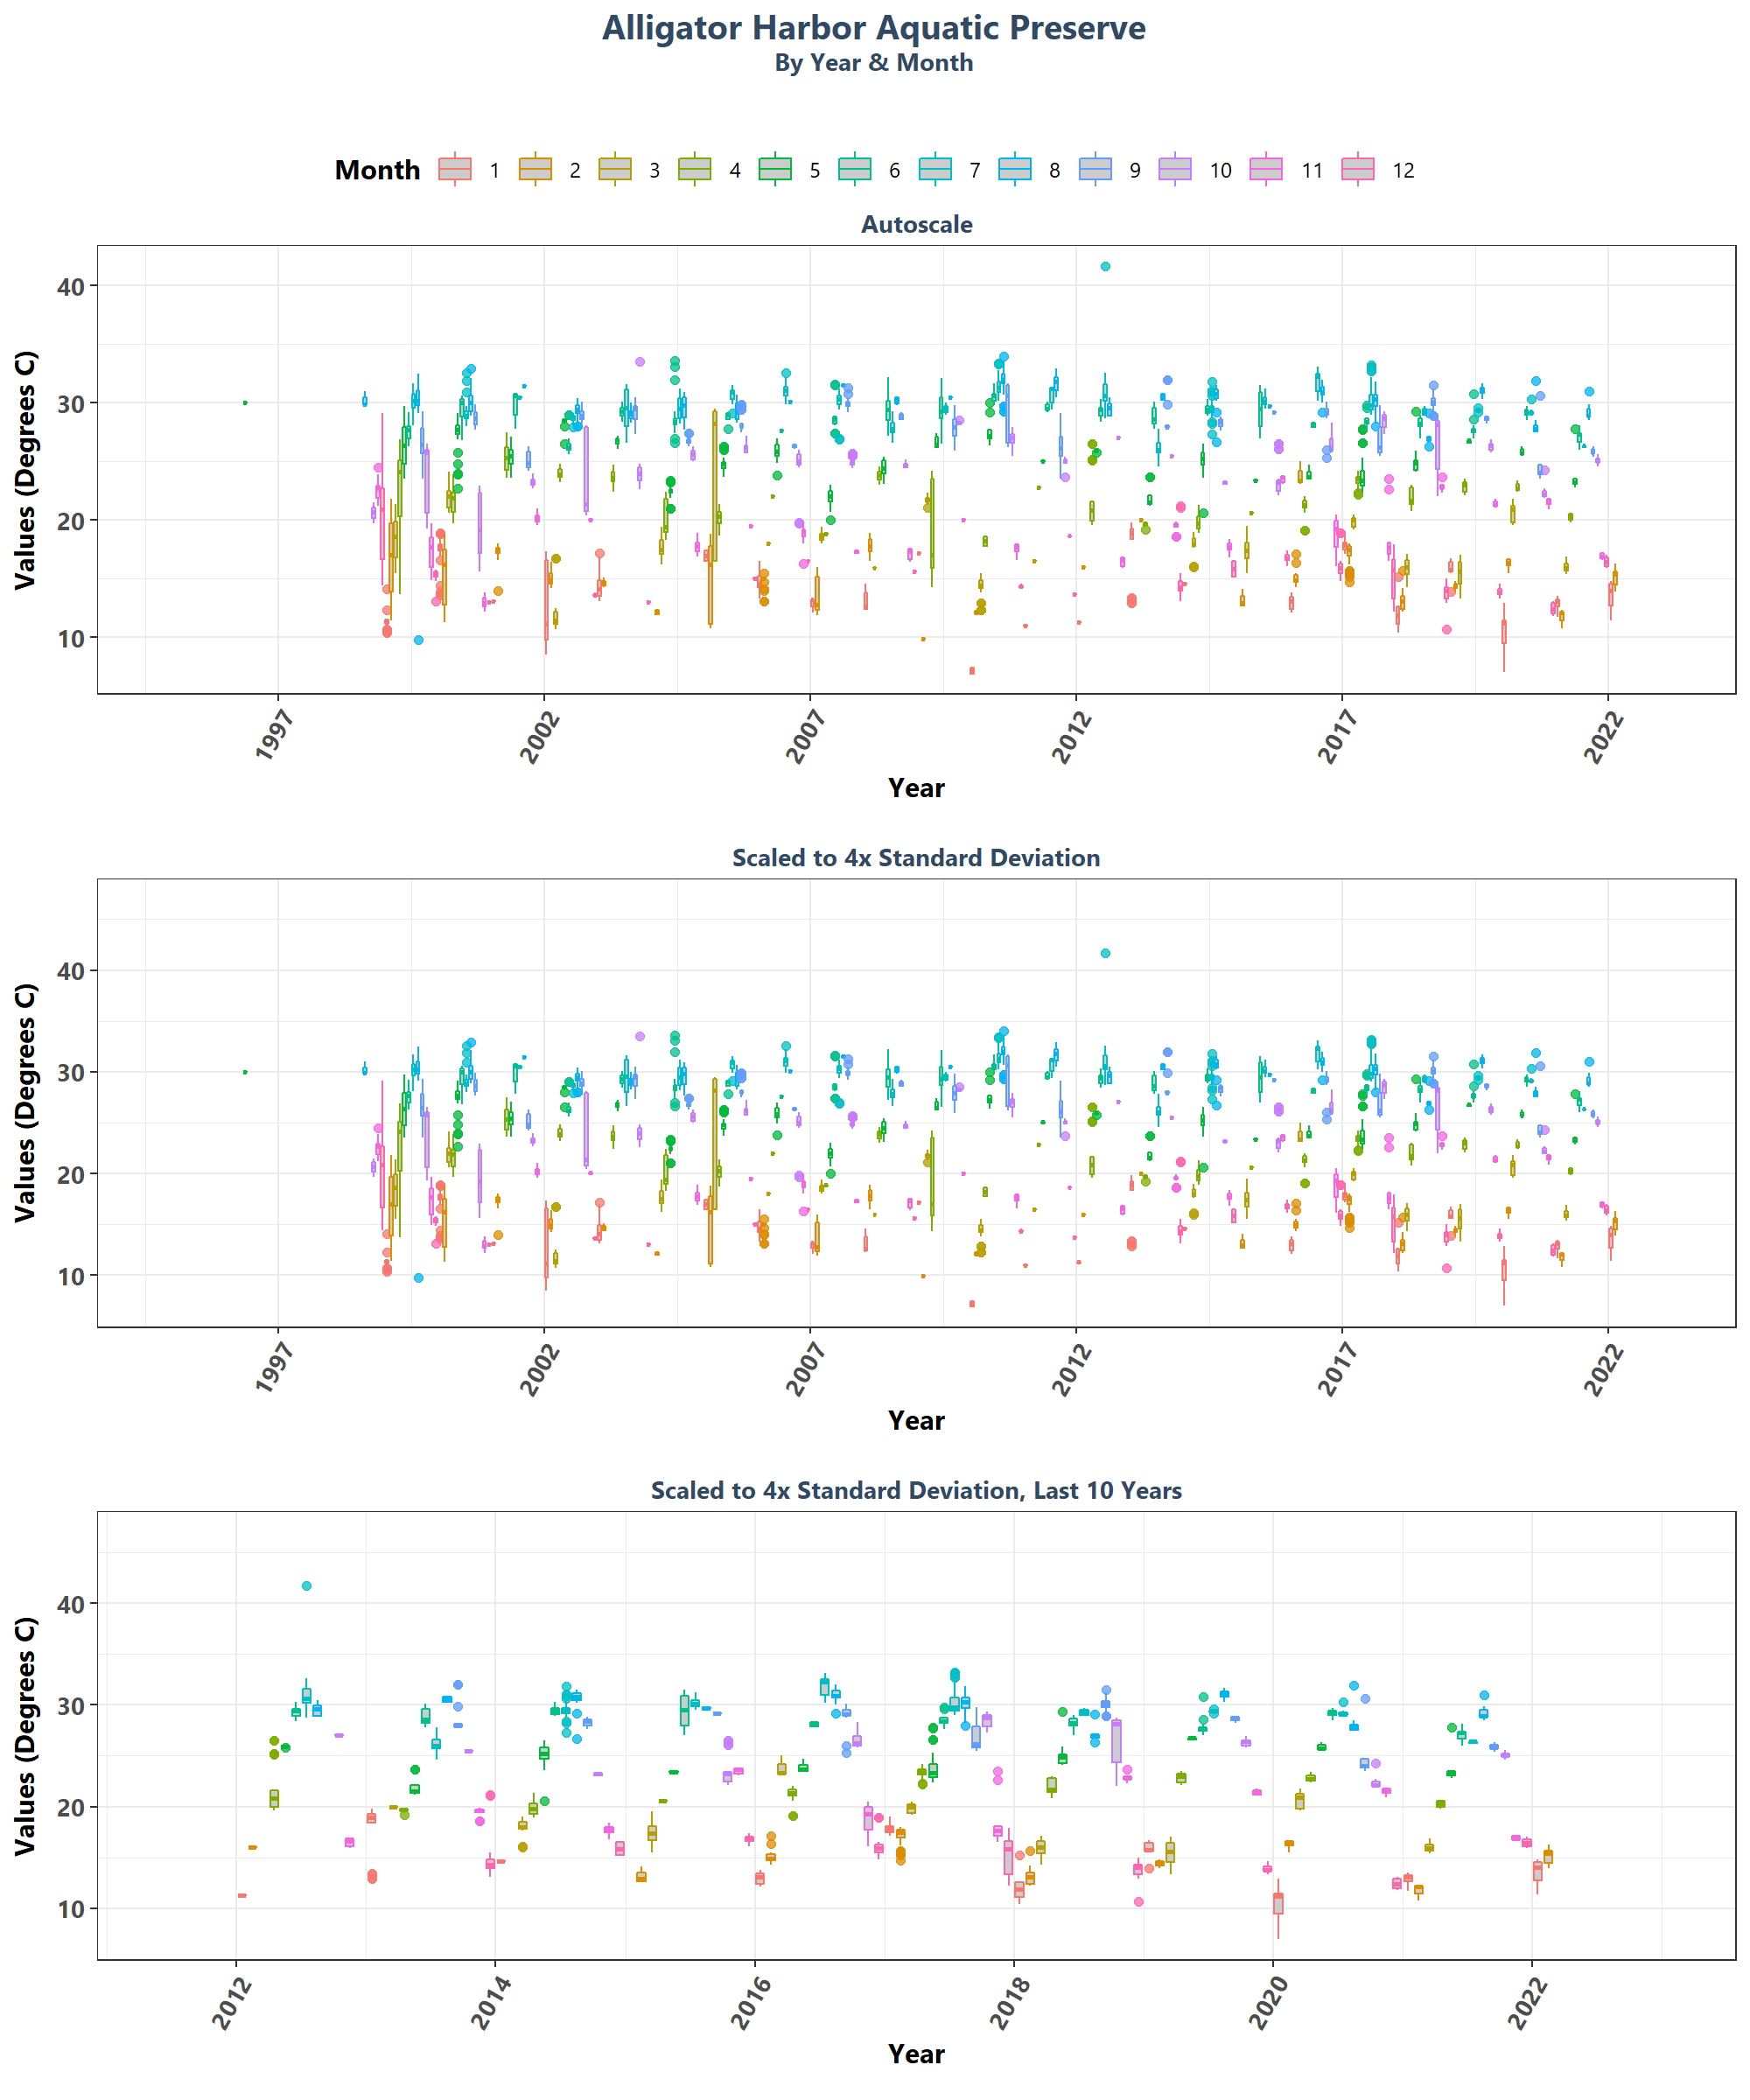 Alligator Harbor Aquatic Preserve
By Year & Month
Month 1 2 3 4 5 6 7 8 9 10 11 12
Autoscale
Values (Degrees C)
40
30
20
10
1997 2002 2007 2012 2017 2022
Year
Scaled to 4x Standard Deviation
Values (Degrees C)
40
30
20
10
1997 2002 2007 2012 2017 2022
Year
Scaled to 4x Standard Deviation, Last 10 Years
Values (Degrees C)
40
30
20
10
2012 2014 2016 2018 2020 2022
Year